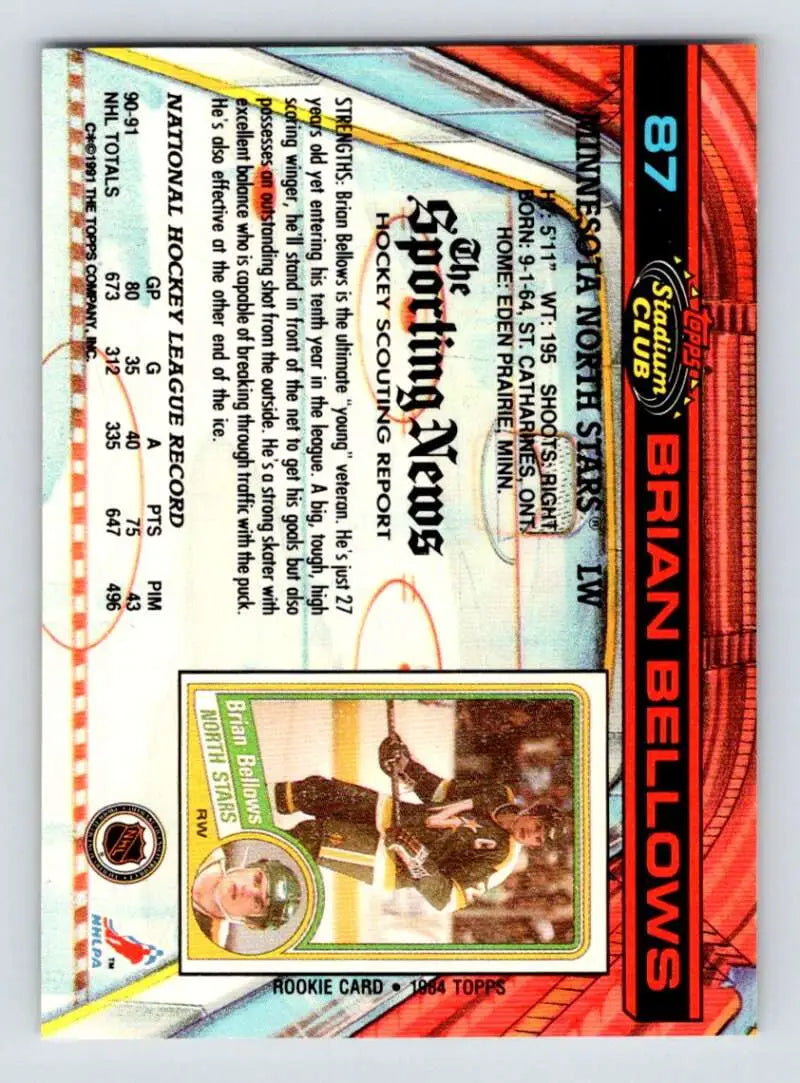 87
Topps
Stadium
CLUB
BRIAN BELLOWS
MINNESOTA NORTH STARS® LW
HT: 5'11" WT: 195 SHOOTS: RIGHT
BORN: 9-1-64, ST. CATHARINES, ONT.
HOME: EDEN PRAIRIE, MINN.
The
Sporting News
HOCKEY SCOUTING REPORT
STRENGTHS: Brian Bellows is the ultimate "young" veteran. He's just 27
years old yet entering his tenth year in the league. A big, tough, high
scoring winger, he'll stand in front of the net to get his goals but also
possesses an outstanding shot from the outside. He's a strong skater with
excellent balance who is capable of breaking through traffic with the puck.
He's also effective at the other end of the ice.
NATIONAL HOCKEY LEAGUE RECORD
GP G A PTS PIM
90-91 80 35 40 75 43
NHL TOTALS 673 312 335 647 496
C✱©1991 THE TOPPS COMPANY, INC.
Brian Bellows
NORTH STARS
RW
N
C
ROOKIE CARD • 1984 TOPPS
NHL
NHLPA™